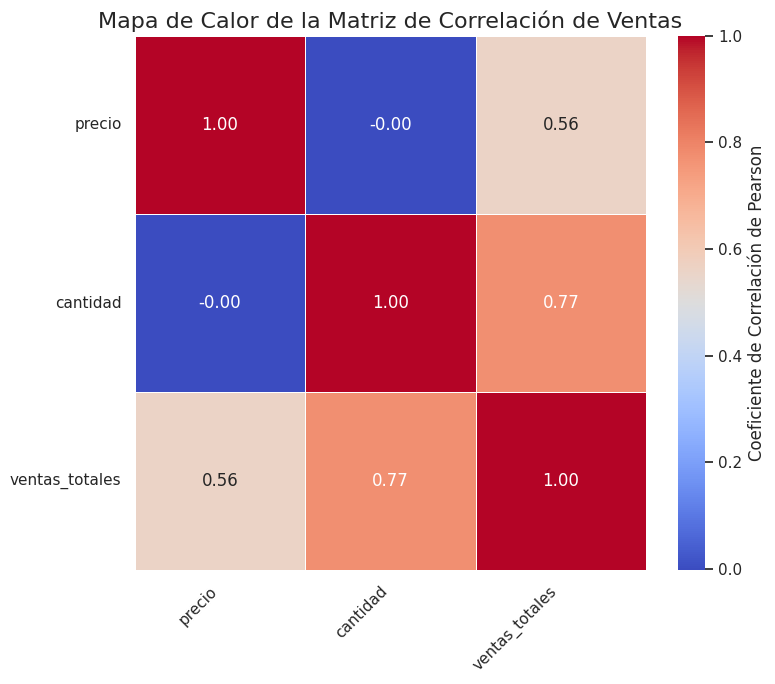 Mapa de Calor de la Matriz de Correlación de Ventas
precio
1.00
-0.00
0.56
cantidad
-0.00
1.00
0.77
ventas_totales
0.56
0.77
1.00
precio
cantidad
ventas_totales
1.0
0.8
0.6
0.4
0.2
0.0
Coeficiente de Correlación de Pearson